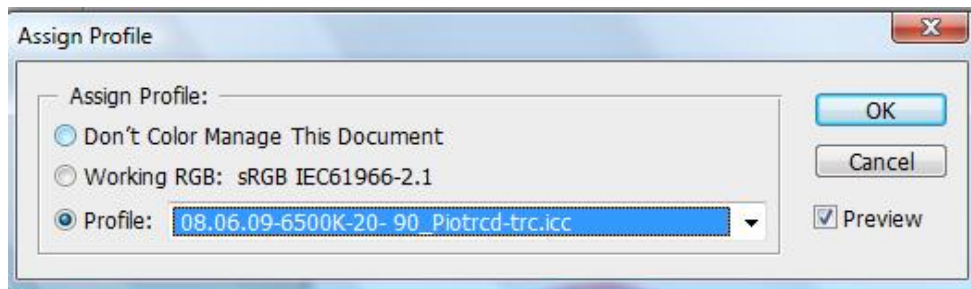 Assign Profile
Assign Profile:
Don't Color Manage This Document
Working RGB: sRGB IEC61966-2.1
Profile: 08.06.09-6500K-20- 90_Piotrcd-trc.icc
OK
Cancel
Preview